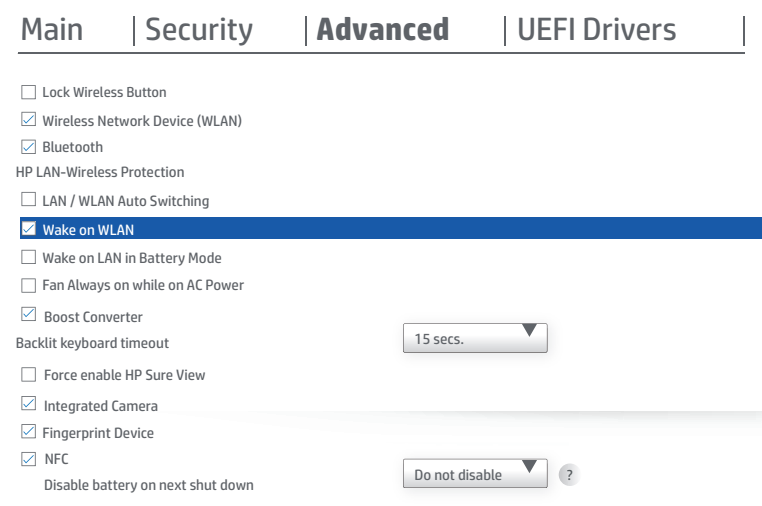 Main Security Advanced UEFI Drivers
Lock Wireless Button
Wireless Network Device (WLAN)
Bluetooth
HP LAN-Wireless Protection
LAN / WLAN Auto Switching
Wake on WLAN
Wake on LAN in Battery Mode
Fan Always on while on AC Power
Boost Converter
Backlit keyboard timeout 15 secs.
Force enable HP Sure View
Integrated Camera
Fingerprint Device
NFC
Disable battery on next shut down Do not disable ?